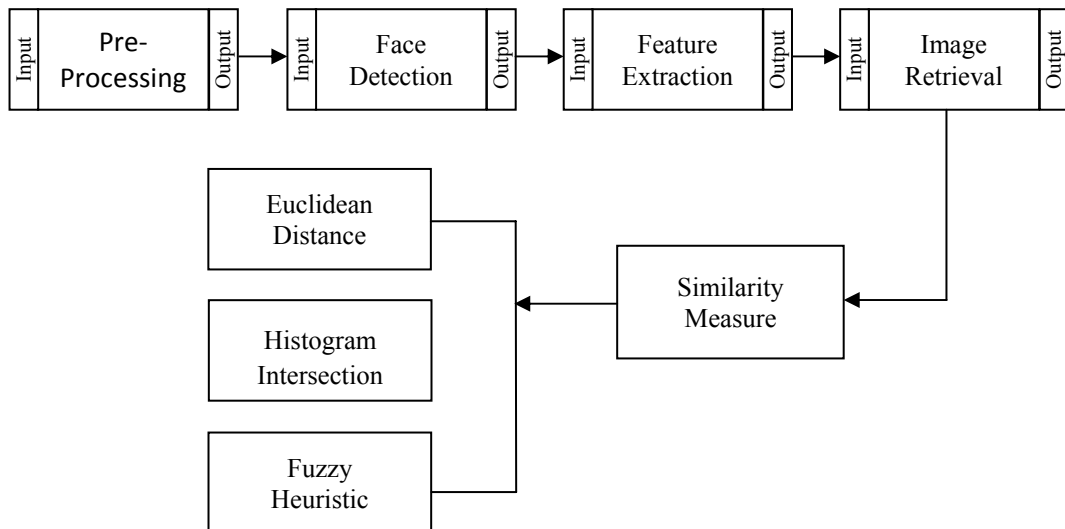 Input
Pre-
Processing
Output
Input
Face
Detection
Output
Input
Feature
Extraction
Output
Input
Image
Retrieval
Output
Euclidean
Distance
Similarity
Measure
Histogram
Intersection
Fuzzy
Heuristic